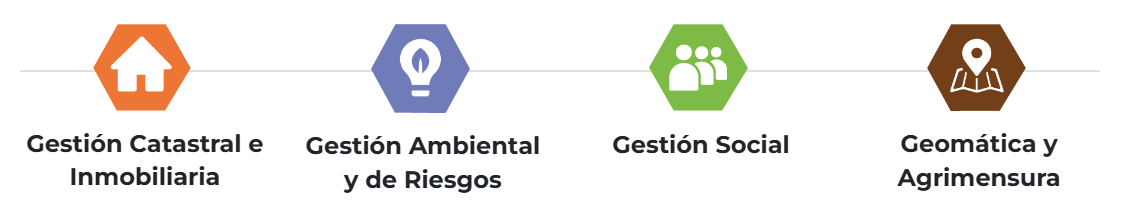 Gestión Catastral e
Inmobiliaria
Gestión Ambiental
y de Riesgos
Gestión Social
Geomática y
Agrimensura